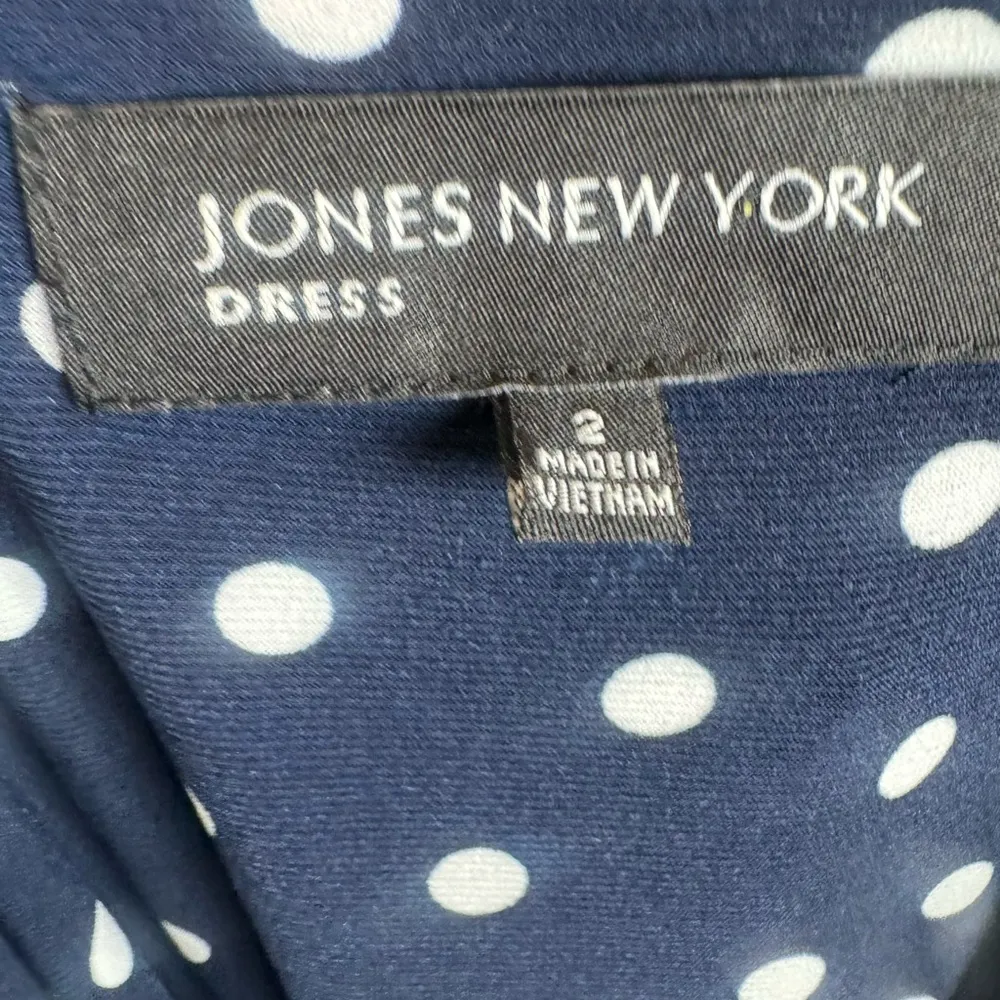 JONES NEW YORK
DRESS
2
MADE IN
VIETNAM